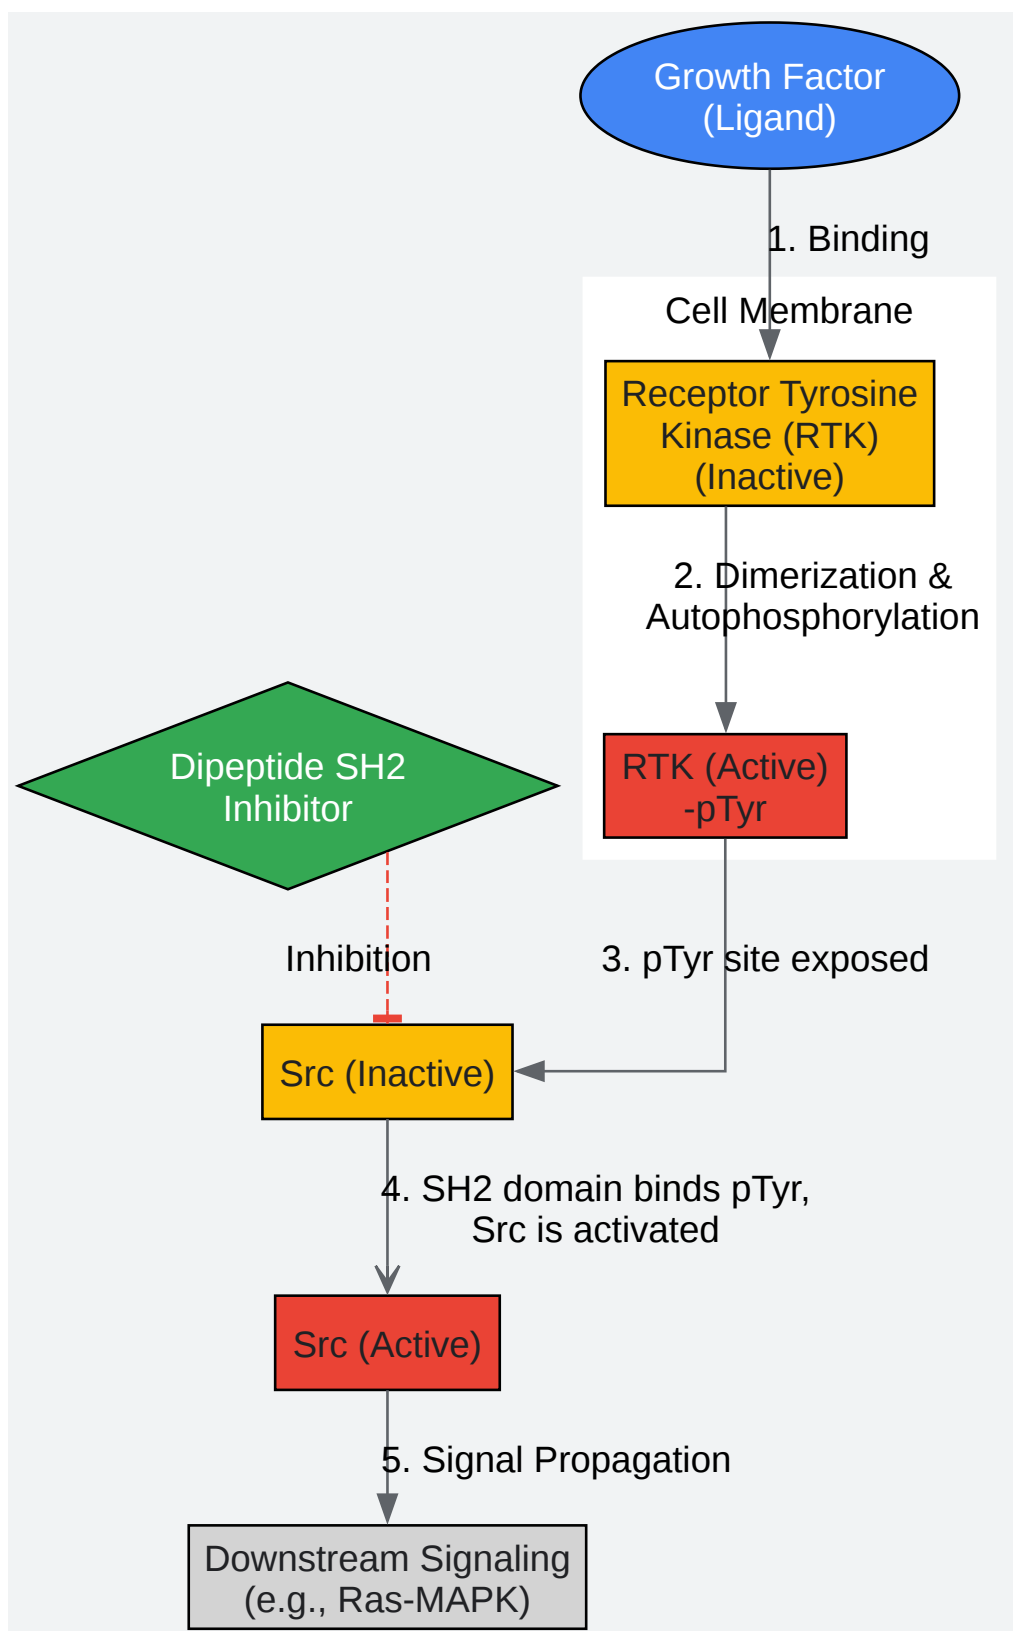 Growth Factor
(Ligand)
1. Binding
Cell Membrane
Receptor Tyrosine
Kinase (RTK)
(Inactive)
2. Dimerization &
Autophosphorylation
Dipeptide SH2
Inhibitor
RTK (Active)
-pTyr
Inhibition
3. pTyr site exposed
Src (Inactive)
4. SH2 domain binds pTyr,
Src is activated
Src (Active)
5. Signal Propagation
Downstream Signaling
(e.g., Ras-MAPK)